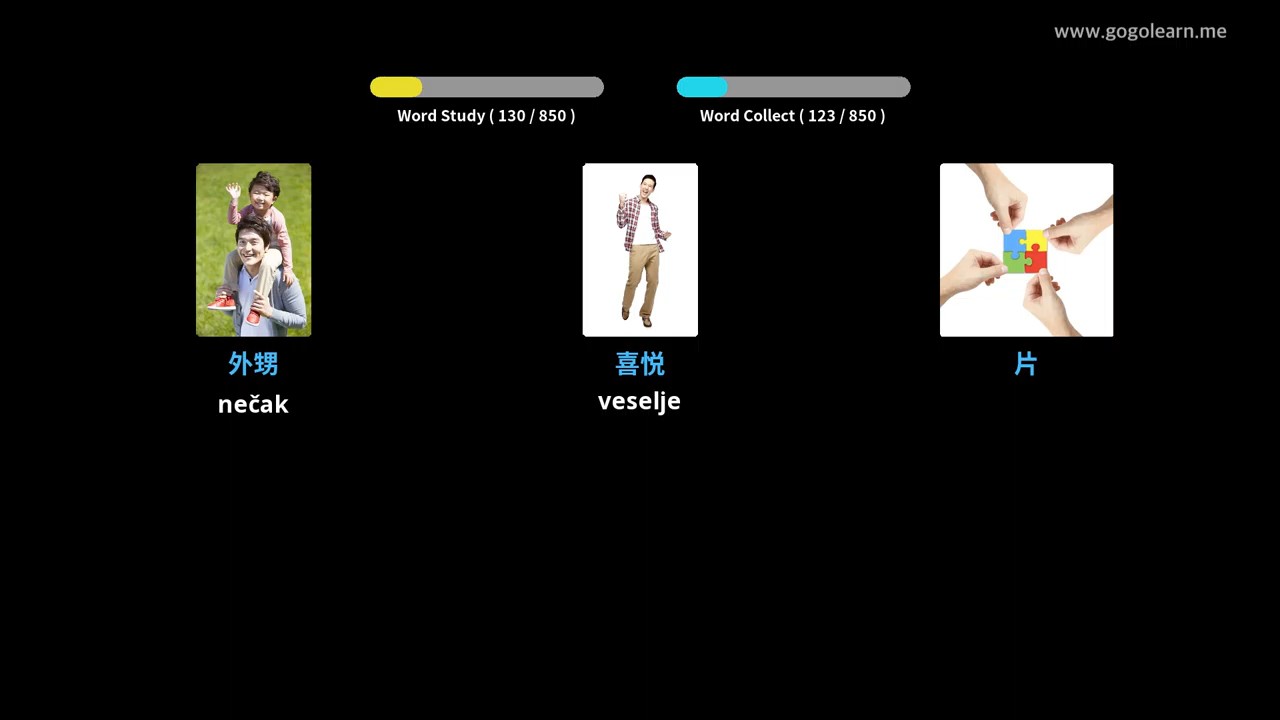 www.gogolearn.me
Word Study ( 130 / 850 )
Word Collect ( 123 / 850 )
外甥
喜悦
片
nečak
veselje